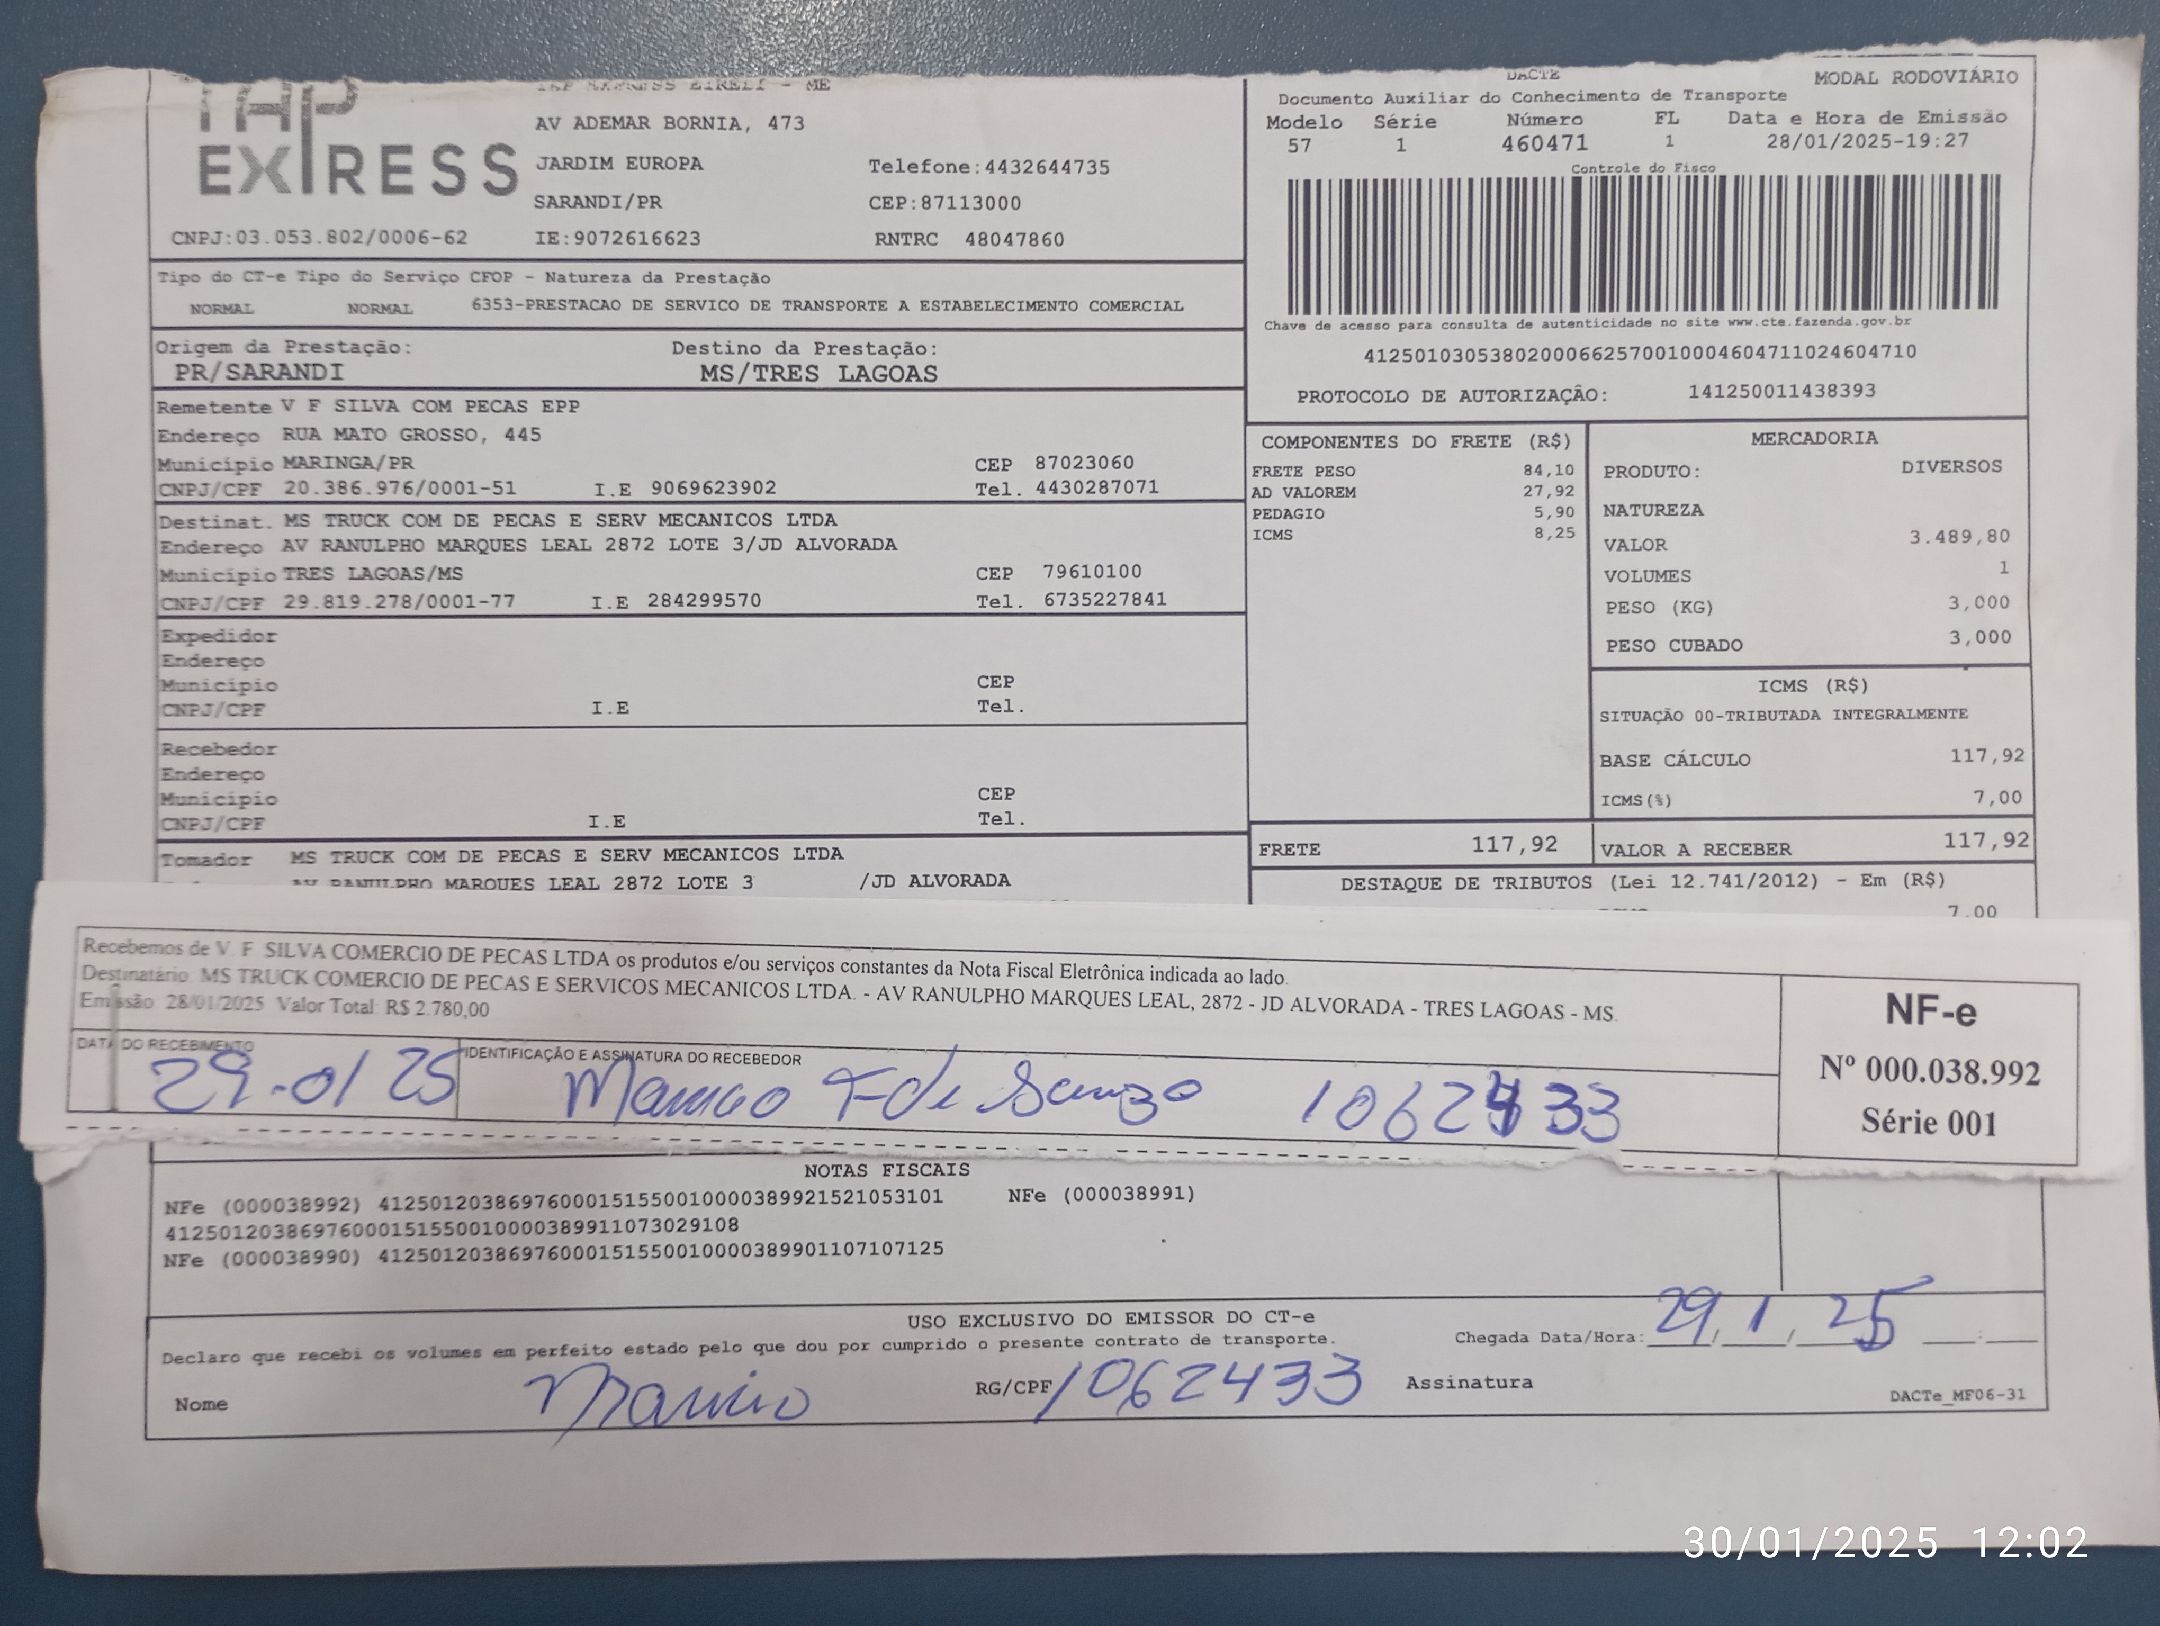 TAP
EXPRESS
TAP EXPRESS EIRELI - ME
AV ADEMAR BORNIA, 473
JARDIM EUROPA Telefone:4432644735
SARANDI/PR CEP:87113000
CNPJ:03.053.802/0006-62 IE:9072616623 RNTRC 48047860
DACTE MODAL RODOVIÁRIO
Documento Auxiliar do Conhecimento de Transporte
Modelo Série Número FL Data e Hora de Emissão
57 1 460471 1 28/01/2025-19:27
Controle do Fisco
Chave de acesso para consulta de autenticidade no site www.cte.fazenda.gov.br
41250103053802000662570010004604711024604710
PROTOCOLO DE AUTORIZAÇÃO: 141250011438393
Tipo do CT-e Tipo do Serviço CFOP - Natureza da Prestação
NORMAL NORMAL 6353-PRESTACAO DE SERVICO DE TRANSPORTE A ESTABELECIMENTO COMERCIAL
Origem da Prestação: Destino da Prestação:
PR/SARANDI MS/TRES LAGOAS
Remetente V F SILVA COM PECAS EPP
Endereço RUA MATO GROSSO, 445
Município MARINGA/PR CEP 87023060
CNPJ/CPF 20.386.976/0001-51 I.E 9069623902 Tel. 4430287071
Destinat. MS TRUCK COM DE PECAS E SERV MECANICOS LTDA
Endereço AV RANULPHO MARQUES LEAL 2872 LOTE 3/JD ALVORADA
Município TRES LAGOAS/MS CEP 79610100
CNPJ/CPF 29.819.278/0001-77 I.E 284299570 Tel. 6735227841
Expedidor
Endereço
Município CEP
CNPJ/CPF I.E Tel.
Recebedor
Endereço
Município CEP
CNPJ/CPF I.E Tel.
Tomador MS TRUCK COM DE PECAS E SERV MECANICOS LTDA
AV RANULPHO MARQUES LEAL 2872 LOTE 3 /JD ALVORADA
COMPONENTES DO FRETE (R$)
FRETE PESO 84,10
AD VALOREM 27,92
PEDAGIO 5,90
ICMS 8,25
MERCADORIA
PRODUTO: DIVERSOS
NATUREZA
VALOR 3.489,80
VOLUMES 1
PESO (KG) 3,000
PESO CUBADO 3,000
ICMS (R$)
SITUAÇÃO 00-TRIBUTADA INTEGRALMENTE
BASE CÁLCULO 117,92
ICMS(%) 7,00
FRETE 117,92 VALOR A RECEBER 117,92
DESTAQUE DE TRIBUTOS (Lei 12.741/2012) - Em (R$)
7,00
Recebemos de V. F SILVA COMERCIO DE PECAS LTDA os produtos e/ou serviços constantes da Nota Fiscal Eletrônica indicada ao lado.
Destinatário MS TRUCK COMERCIO DE PECAS E SERVICOS MECANICOS LTDA. - AV RANULPHO MARQUES LEAL, 2872 - JD ALVORADA - TRES LAGOAS - MS.
Emissão 28/01/2025 Valor Total: R$ 2.780,00
DATA DO RECEBIMENTO IDENTIFICAÇÃO E ASSINATURA DO RECEBEDOR
29-01 25 1062433
NF-e
Nº 000.038.992
Série 001
NOTAS FISCAIS
NFe (000038992) 41250120386976000151550010000389921521053101 NFe (000038991)
41250120386976000151550010000389911073029108
NFe (000038990) 41250120386976000151550010000389901107107125
USO EXCLUSIVO DO EMISSOR DO CT-e
Declaro que recebi os volumes em perfeito estado pelo que dou por cumprido o presente contrato de transporte. Chegada Data/Hora: 29/1/25 __:__
Nome RG/CPF 1062433 Assinatura
DACTe_MF06-31
30/01/2025 12:02